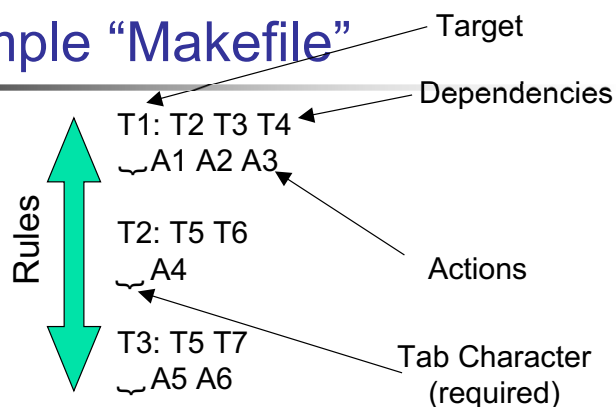 mple “Makefile”
Target
Dependencies
T1: T2 T3 T4
A1 A2 A3
Rules
T2: T5 T6
A4
Actions
T3: T5 T7
A5 A6
Tab Character
(required)